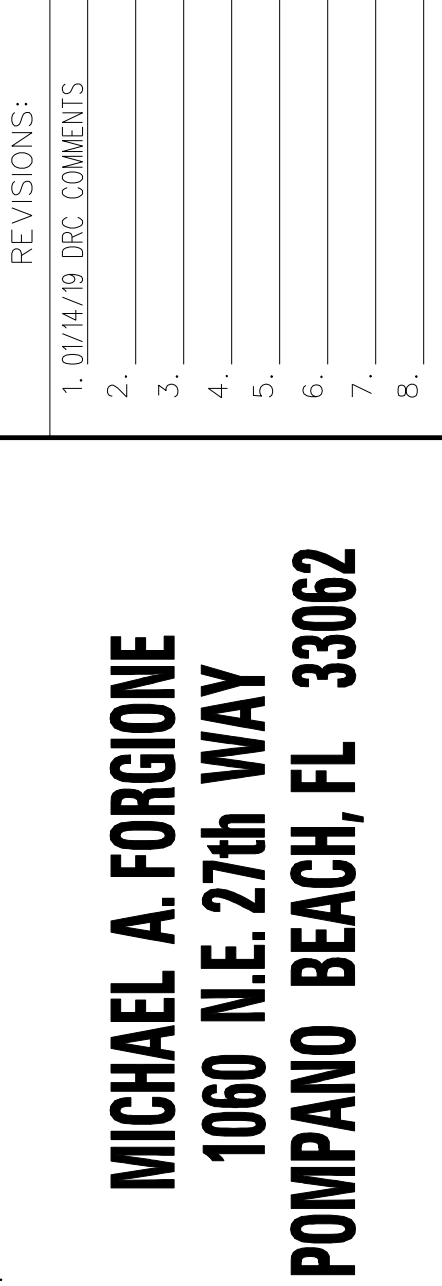 REVISIONS:
1. 01/14/19 DRC COMMENTS
2.
3.
4.
5.
6.
7.
8.
MICHAEL A. FORGIONE
1060 N.E. 27th WAY
POMPANO BEACH, FL 33062